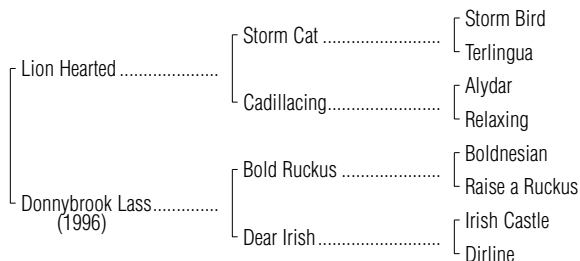 Storm Bird
Storm Cat ........................
Terlingua
Lion Hearted ....................
Alydar
Cadillacing.......................
Relaxing
Boldnesian
Bold Ruckus ....................
Raise a Ruckus
Donnybrook Lass.............
(1996)
Irish Castle
Dear Irish.........................
Dirline